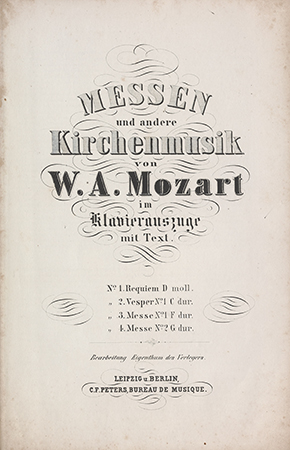 MESSEN
und andere
Kirchenmusik
von
W. A. Mozart
im
Klavierauszuge
mit Text.
No 1. Requiem D moll.
„ 2. Vesper No 1 C dur.
„ 3. Messe No 1 F dur.
„ 4. Messe No 2 G dur.
Bearbeitung Eigenthum des Verlegers.
LEIPZIG u. BERLIN,
C. F. PETERS, BUREAU DE MUSIQUE.